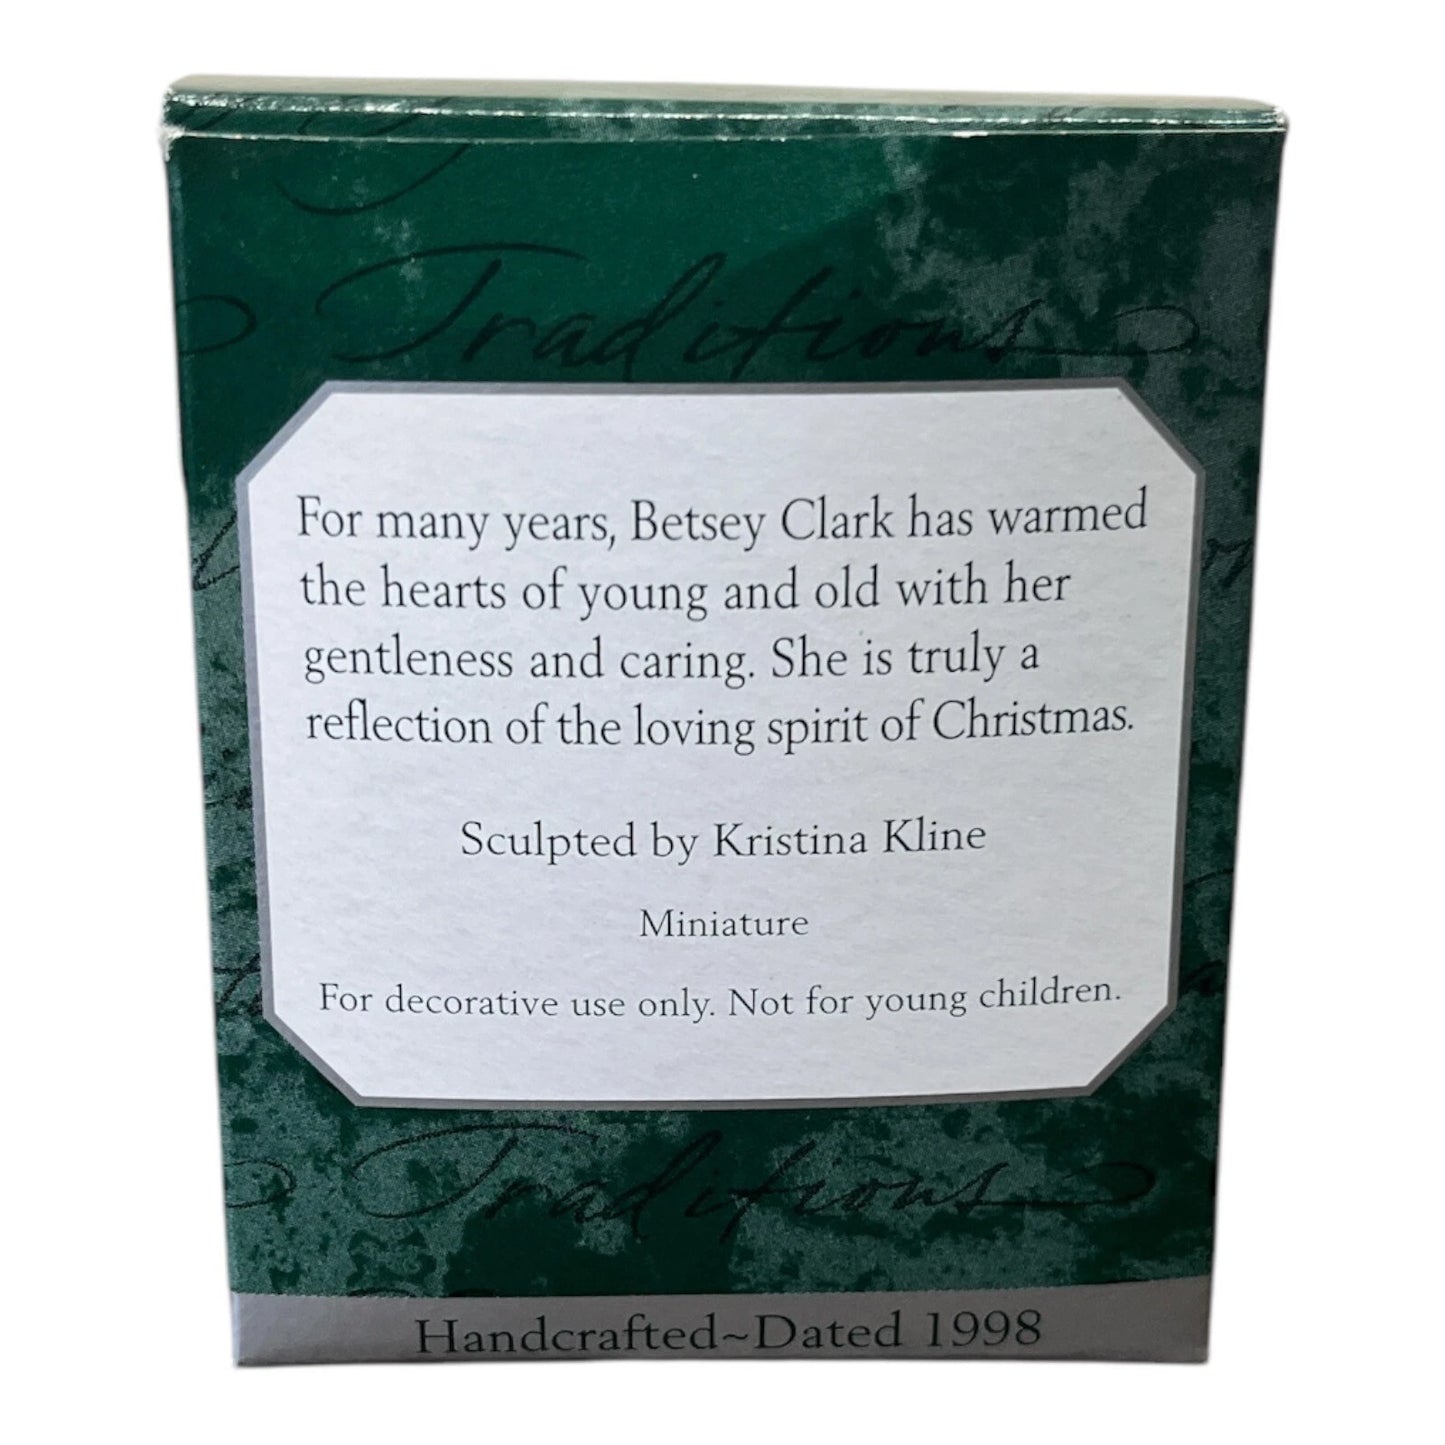 Traditions
For many years, Betsey Clark has warmed
the hearts of young and old with her
gentleness and caring. She is truly a
reflection of the loving spirit of Christmas.
Sculpted by Kristina Kline
Miniature
For decorative use only. Not for young children.
Traditions
Handcrafted~Dated 1998